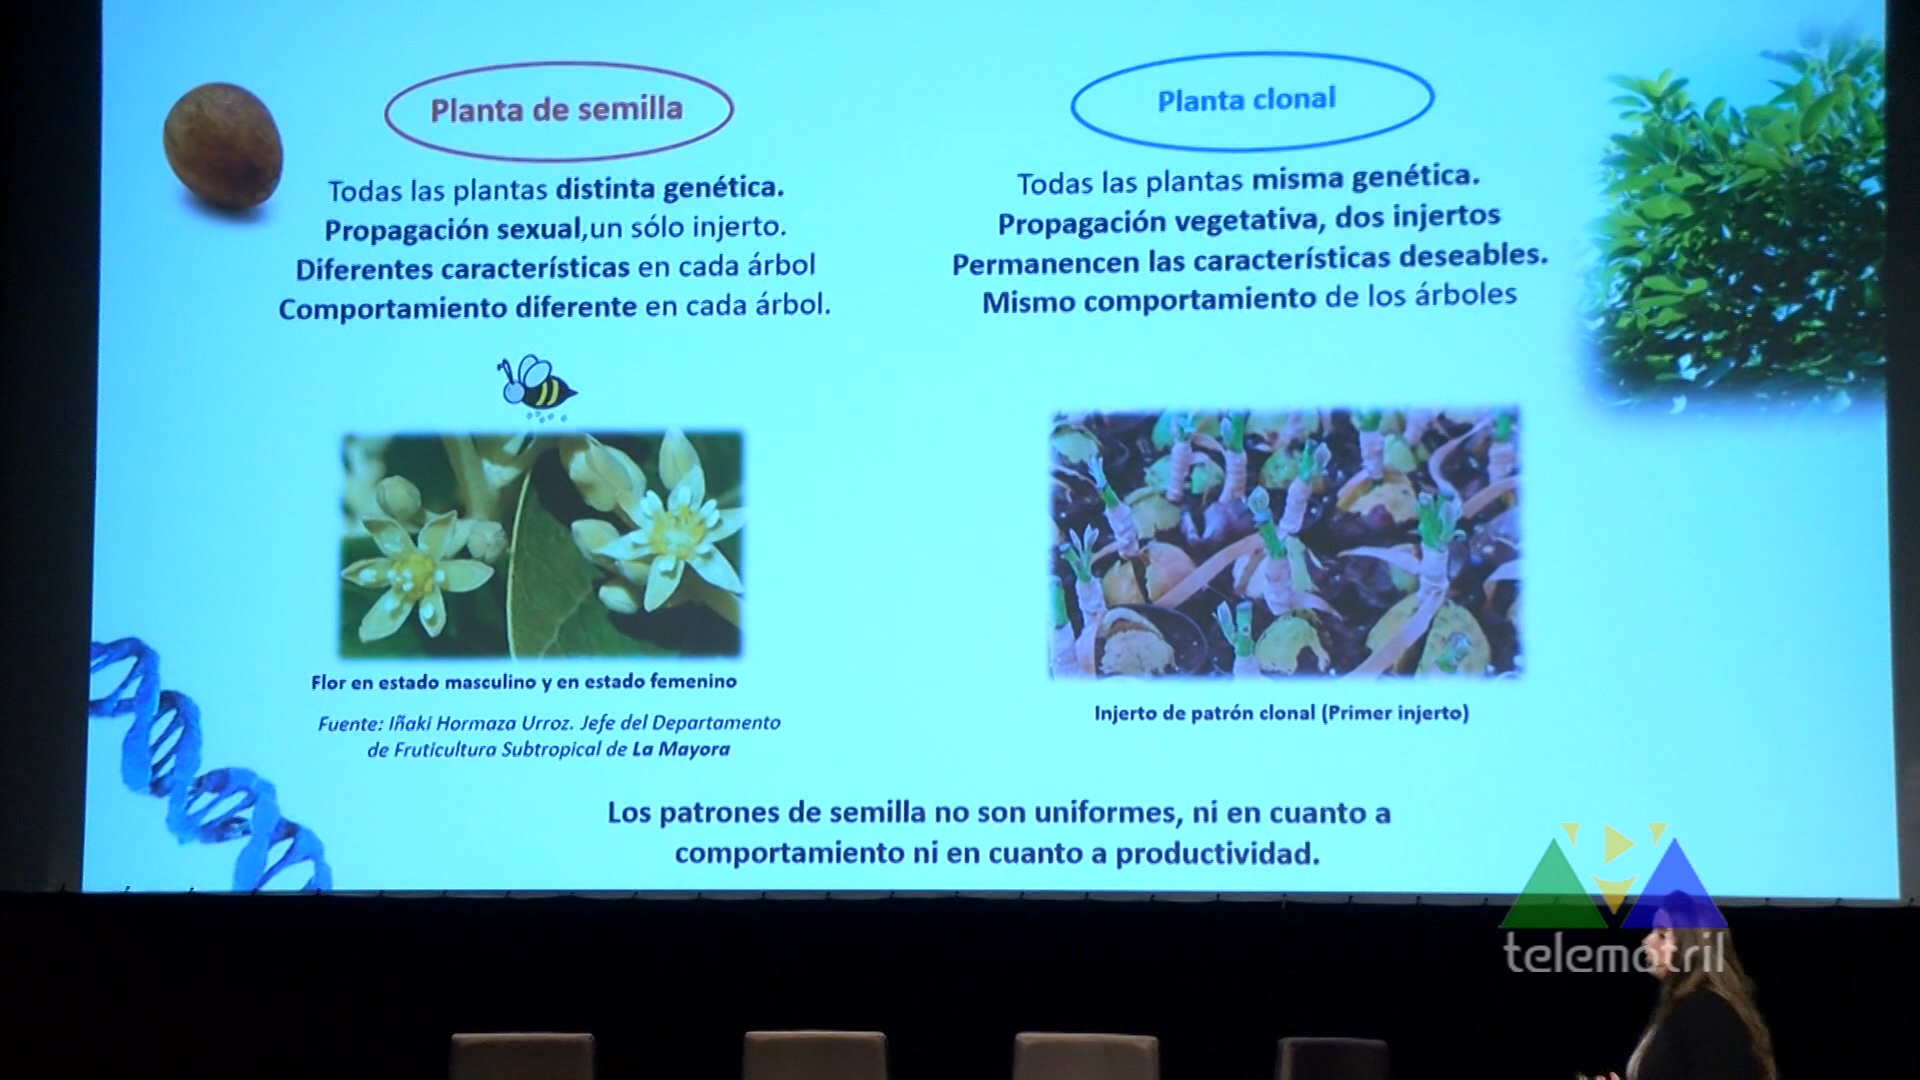 Planta de semilla
Todas las plantas distinta genética.
Propagación sexual,un sólo injerto.
Diferentes características en cada árbol
Comportamiento diferente en cada árbol.
Flor en estado masculino y en estado femenino
Fuente: Iñaki Hormaza Urroz. Jefe del Departamento
de Fruticultura Subtropical de La Mayora
Planta clonal
Todas las plantas misma genética.
Propagación vegetativa, dos injertos
Permanencen las características deseables.
Mismo comportamiento de los árboles
Injerto de patrón clonal (Primer injerto)
Los patrones de semilla no son uniformes, ni en cuanto a
comportamiento ni en cuanto a productividad.
telemotril